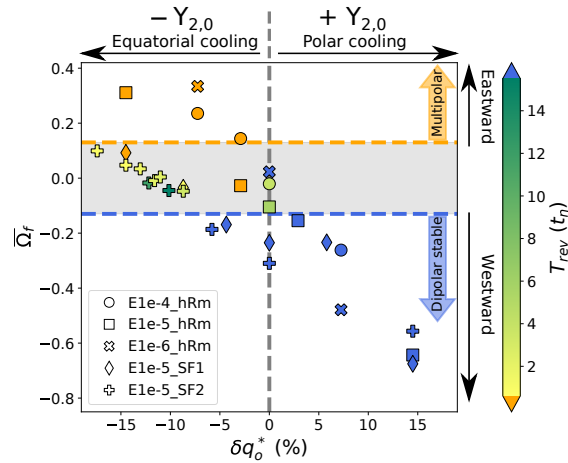 − Y2,0
+ Y2,0
Equatorial cooling
Polar cooling
0.4
0.2
0.0
−0.2
−0.4
−0.6
−0.8
Ω̅f
−15
−10
−5
0
5
10
15
δqo* (%)
E1e-4_hRm
E1e-5_hRm
E1e-6_hRm
E1e-5_SF1
E1e-5_SF2
Multipolar
Dipolar stable
Eastward
Westward
14
12
10
8
6
4
2
Trev (tη)